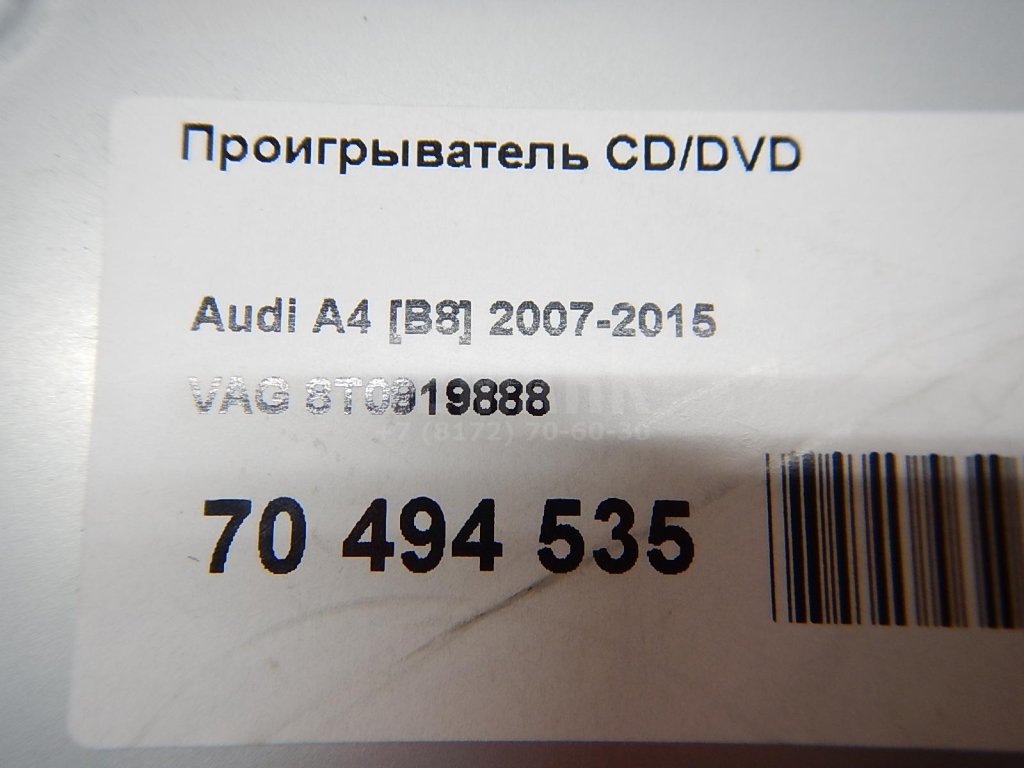 Проигрыватель CD/DVD
Audi A4 [B8] 2007-2015
VAG 8T0919888
+7 (8172) 70-60-30
70 494 535